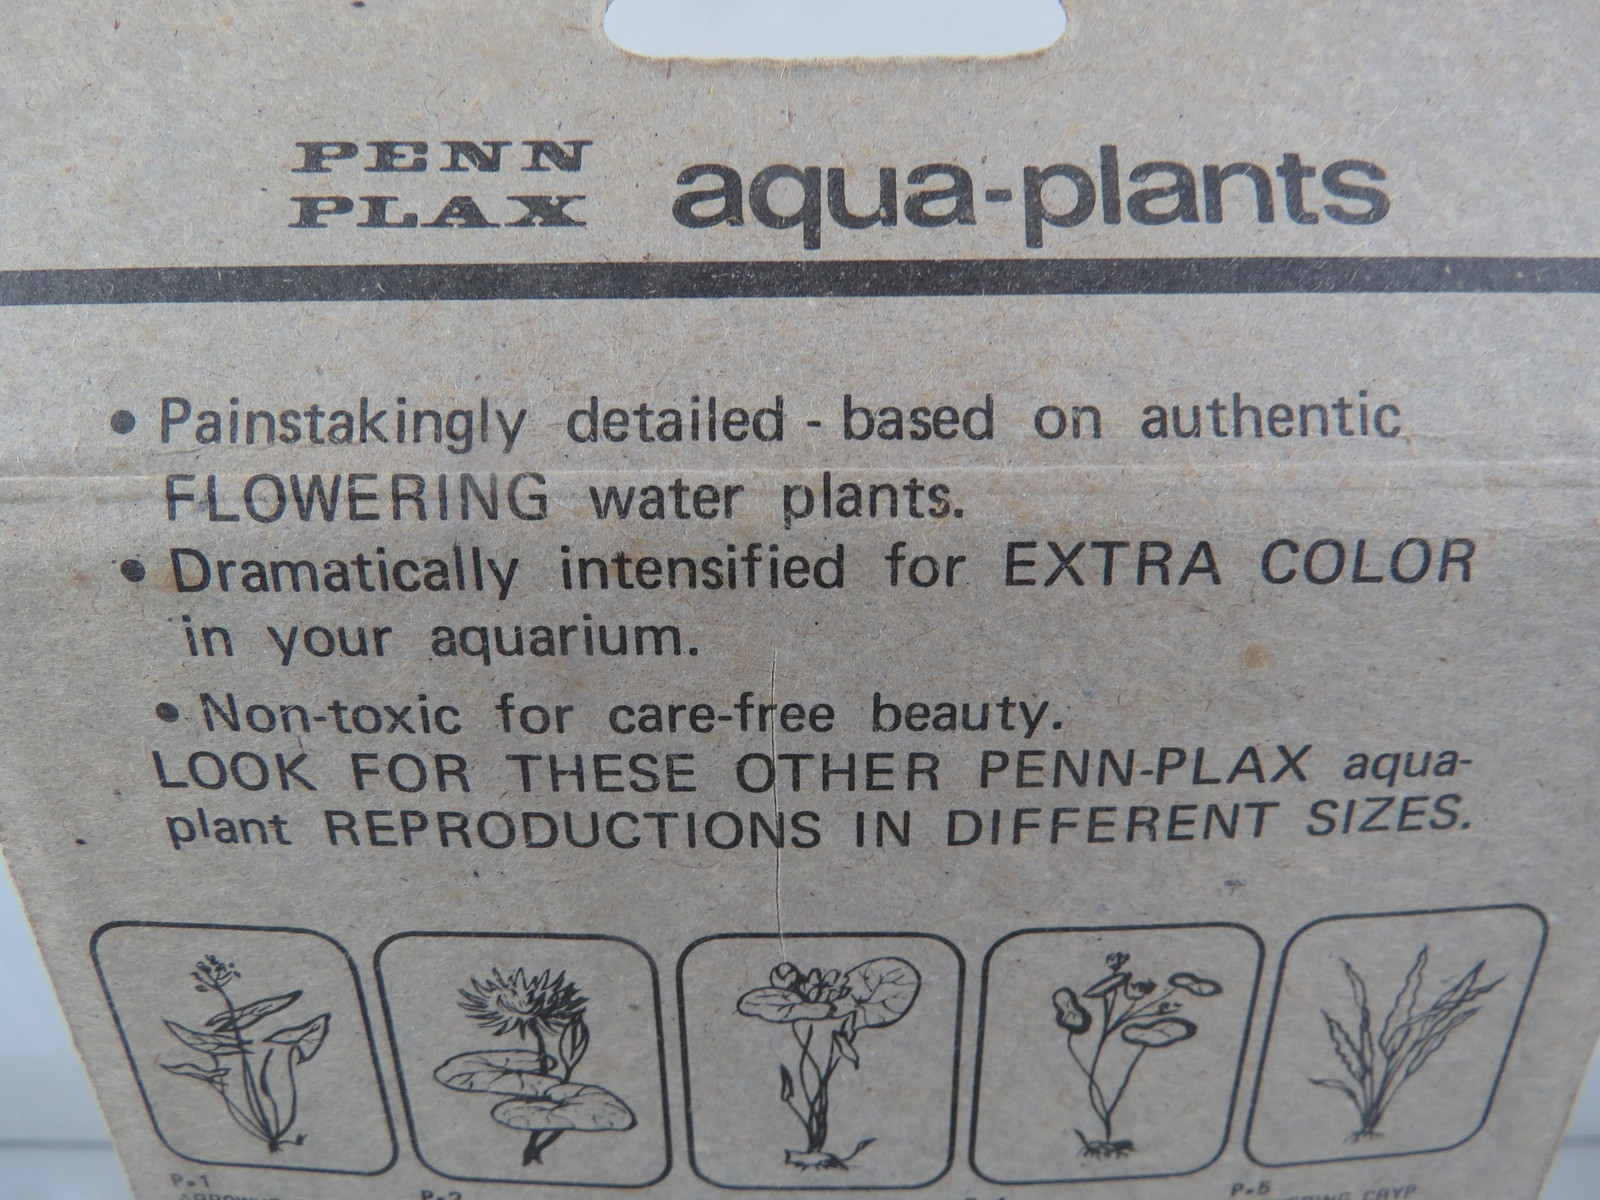 PENN
PLAX aqua-plants
• Painstakingly detailed - based on authentic
FLOWERING water plants.
• Dramatically intensified for EXTRA COLOR
in your aquarium.
• Non-toxic for care-free beauty.
LOOK FOR THESE OTHER PENN-PLAX aqua-
plant REPRODUCTIONS IN DIFFERENT SIZES.
P-1
P-2
P-5
CRYP